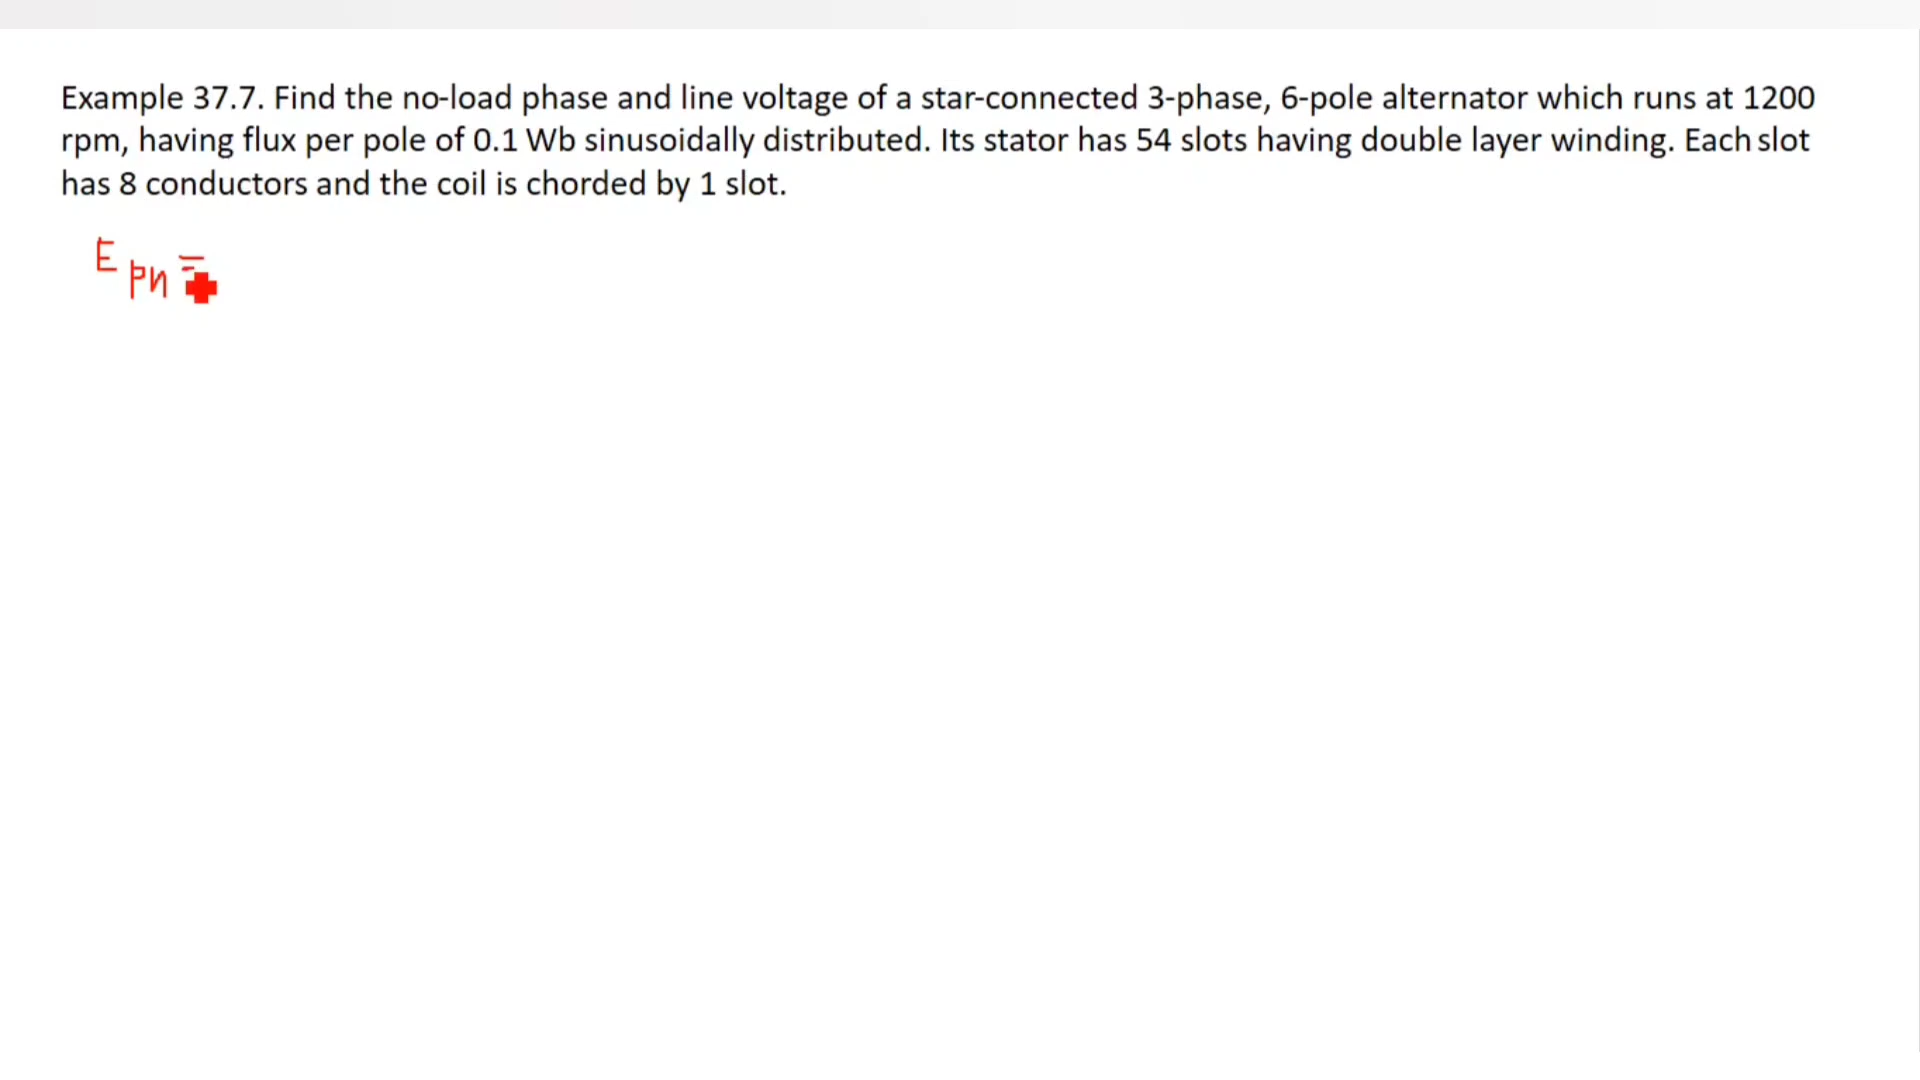 Example 37.7. Find the no-load phase and line voltage of a star-connected 3-phase, 6-pole alternator which runs at 1200
rpm, having flux per pole of 0.1 Wb sinusoidally distributed. Its stator has 54 slots having double layer winding. Each slot
has 8 conductors and the coil is chorded by 1 slot.
E pn =